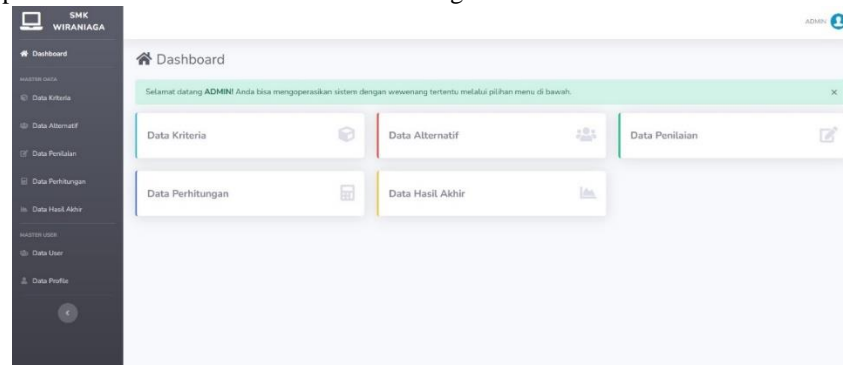 SMK
WIRANIAGA
ADMIN
Dashboard
Dashboard
MASTER DATA
Selamat datang ADMIN! Anda bisa mengoperasikan sistem dengan wewenang tertentu melalui pilihan menu di bawah.
×
Data Kriteria
Data Alternatif
Data Penilaian
Data Perhitungan
Data Hasil Akhir
MASTER USER
Data User
Data Profile
Data Kriteria
Data Alternatif
Data Penilaian
Data Perhitungan
Data Hasil Akhir